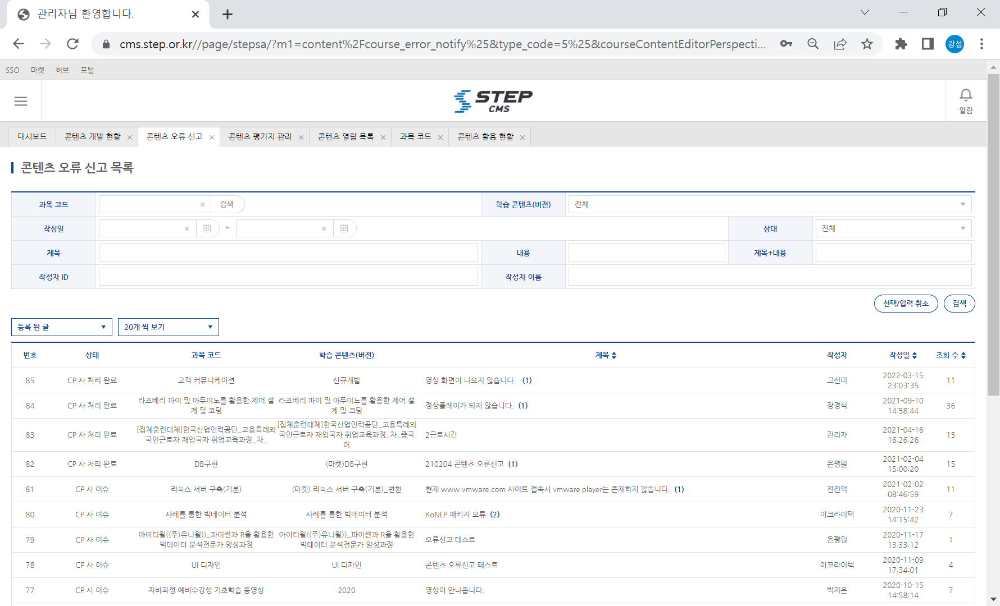 관리자님 환영합니다.
cms.step.or.kr//page/stepsa/?m1=content%2Fcourse_error_notify%25&type_code=5%25&courseContentEditorPerspecti...
광섭
SSO 마켓 허브 포털
STEP
CMS
알람
대시보드 콘텐츠 개발 현황 콘텐츠 오류 신고 콘텐츠 평가지 관리 콘텐츠 열람 목록 과목 코드 콘텐츠 활용 현황
콘텐츠 오류 신고 목록
과목 코드 검색 학습 콘텐츠(버전) 전체
작성일 ~ 상태 전체
제목 내용 제목+내용
작성자 ID 작성자 이름
선택/입력 취소 검색
등록 된 글 20개 씩 보기
번호 상태 과목 코드 학습 콘텐츠(버전) 제목 작성자 작성일 조회 수
85 CP 사 처리 완료 고객 커뮤니케이션 신규개발 영상 화면이 나오지 않습니다. (1) 고선미 2022-03-15 23:03:35 11
84 CP 사 처리 완료 라즈베리 파이 및 아두이노를 활용한 제어 설계 및 코딩 라즈베리 파이 및 아두이노를 활용한 제어 설계 및 코딩 정상플레이가 되지 않습니다. (1) 장경식 2021-09-10 14:58:44 36
83 CP 사 처리 완료 [집체훈련대체]한국산업인력공단_고용특례외국인근로자 재입국자 취업교육과정_차_ [집체훈련대체]한국산업인력공단_고용특례외국인근로자 재입국자 취업교육과정_차_중국어 2근로시간 관리자 2021-04-16 16:26:26 15
82 CP 사 처리 완료 DB구현 (마켓)DB구현 210204 콘텐츠 오류신고 (1) 온평원 2021-02-04 15:00:20 15
81 CP 사 이슈 리눅스 서버 구축(기본) (마켓) 리눅스 서버 구축(기본)_변환 현재 www.vmware.com 사이트 접속시 vmware player는 존재하지 않습니다. (1) 전진억 2021-02-02 08:46:59 11
80 CP 사 이슈 사례를 통한 빅데이터 분석 사례를 통한 빅데이터 분석 KoNLP 패키지 오류 (2) 이코라이텍 2020-11-23 14:15:42 7
79 CP 사 이슈 아이티윌((주)유니윌))_파이썬과 R을 활용한 빅데이터 분석전문가 양성과정 아이티윌((주)유니윌))_파이썬과 R을 활용한 빅데이터 분석전문가 양성과정 오류신고 테스트 온평원 2020-11-17 13:33:12 1
78 CP 사 이슈 UI 디자인 UI 디자인 콘텐츠 오류신고 테스트 이코라이텍 2020-11-09 17:34:01 4
77 CP 사 이슈 자바과정 예비수강생 기초학습 동영상 2020 영상이 안나옵니다. 박지은 2020-10-15 14:58:14 7